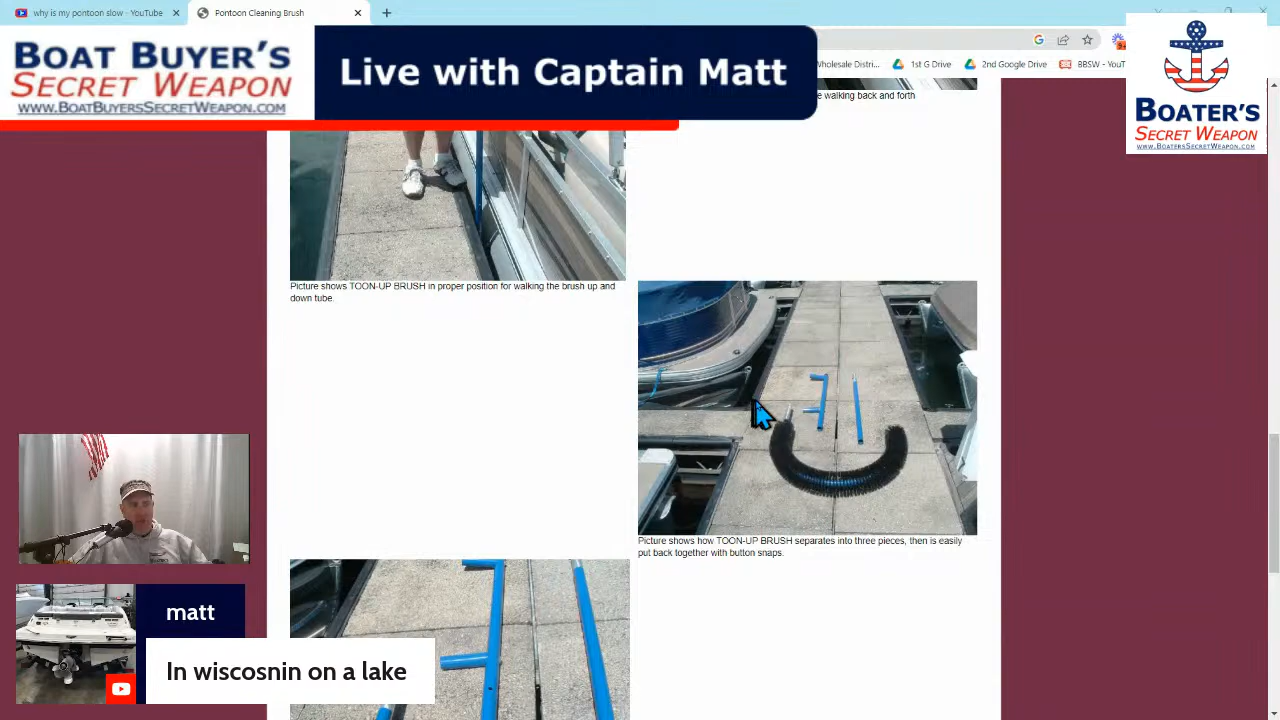 why is my pontoon slow - YouTube
Pontoon Cleaning Brush
BOAT BUYER'S
SECRET WEAPON
WWW.BOATBUYERSSECRETWEAPON.COM
Live with Captain Matt
Wholesale Distri...
1st G Drive
2nd Google Drive
BBSW - YouTub
BOATER'S
SECRET WEAPON
WWW.BOATERSSECRETWEAPON.COM
e walking back and forth
Picture shows TOON-UP BRUSH in proper position for walking the brush up and
down tube.
Picture shows how TOON-UP BRUSH separates into three pieces, then is easily
put back together with button snaps.
matt
In wiscosnin on a lake